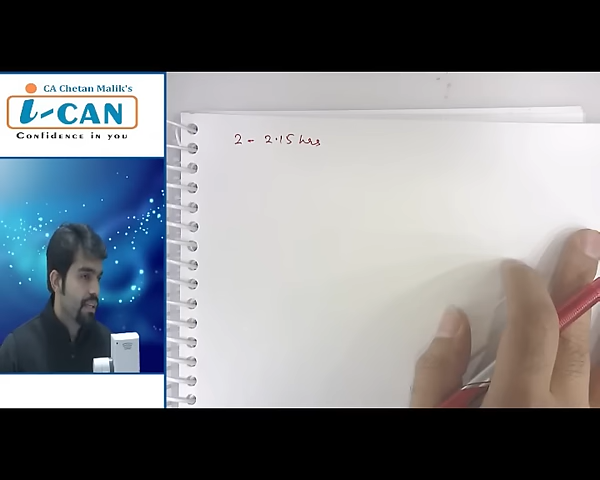 CA Chetan Malik's
i-CAN
CONFIDENCE IN YOU
2 - 2.15 hrs